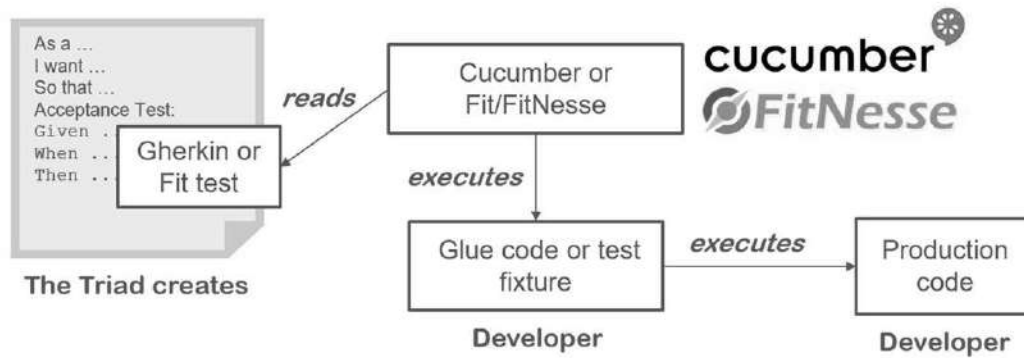 As a ...
I want ...
So that ...
Acceptance Test:
Given ..
When ..
Then ...
Gherkin or
Fit test
The Triad creates
reads
Cucumber or
Fit/FitNesse
cucumber
FitNesse
executes
Glue code or test
fixture
Developer
executes
Production
code
Developer